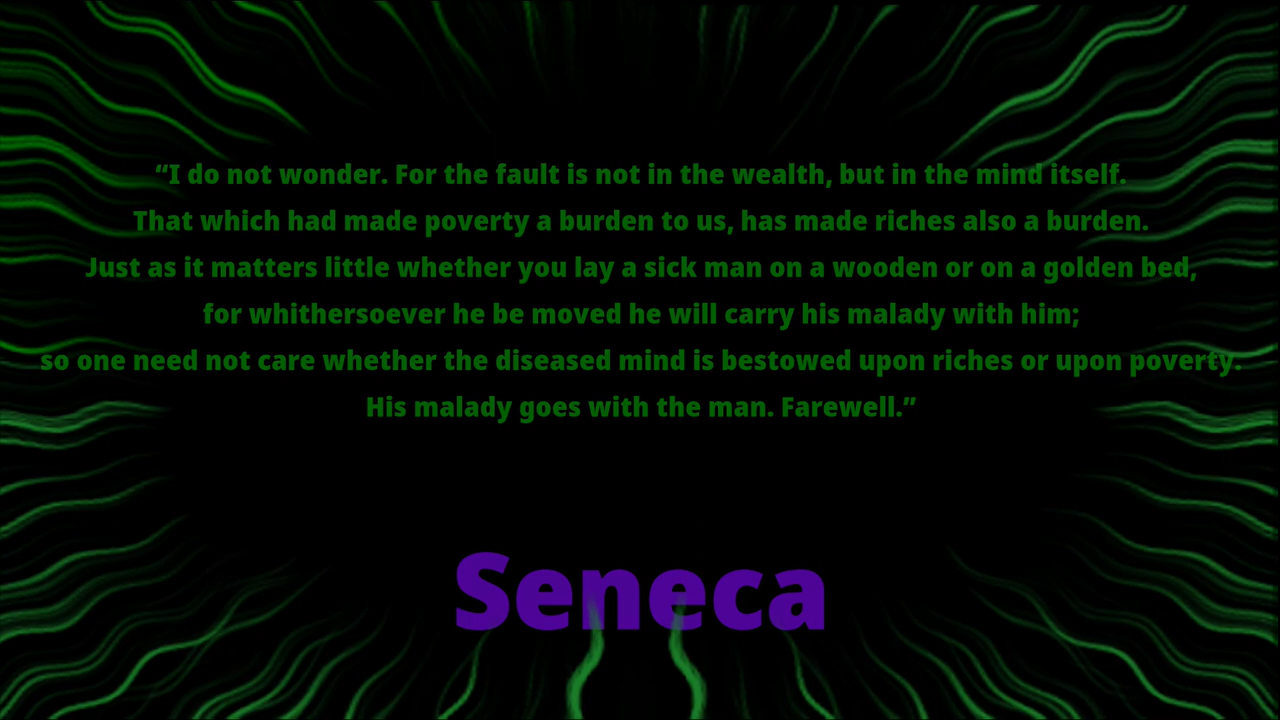 “I do not wonder. For the fault is not in the wealth, but in the mind itself.
That which had made poverty a burden to us, has made riches also a burden.
Just as it matters little whether you lay a sick man on a wooden or on a golden bed,
for whithersoever he be moved he will carry his malady with him;
so one need not care whether the diseased mind is bestowed upon riches or upon poverty.
His malady goes with the man. Farewell.”
Seneca